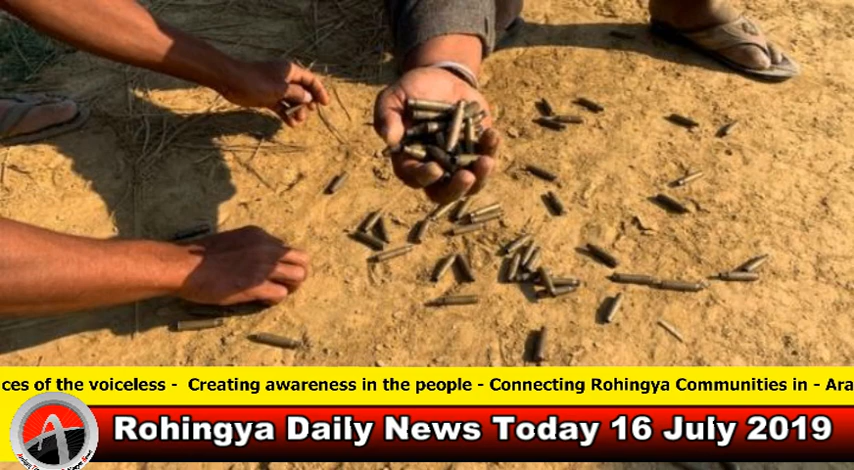 ces of the voiceless - Creating awareness in the people - Connecting Rohingya Communities in - Ara
Rohingya Daily News Today 16 July 2019